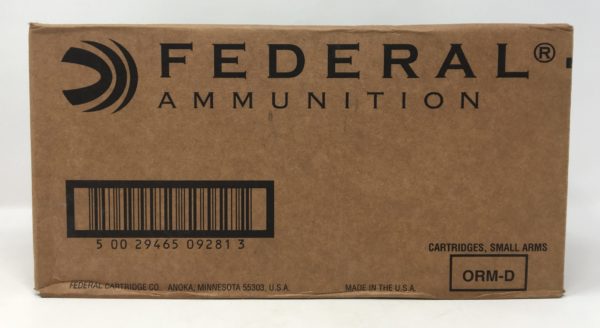 FEDERAL®
AMMUNITION
5 00 29465 09281 3
CARTRIDGES, SMALL ARMS
ORM-D
FEDERAL CARTRIDGE CO. ANOKA, MINNESOTA 55303, U.S.A. MADE IN U.S.A.